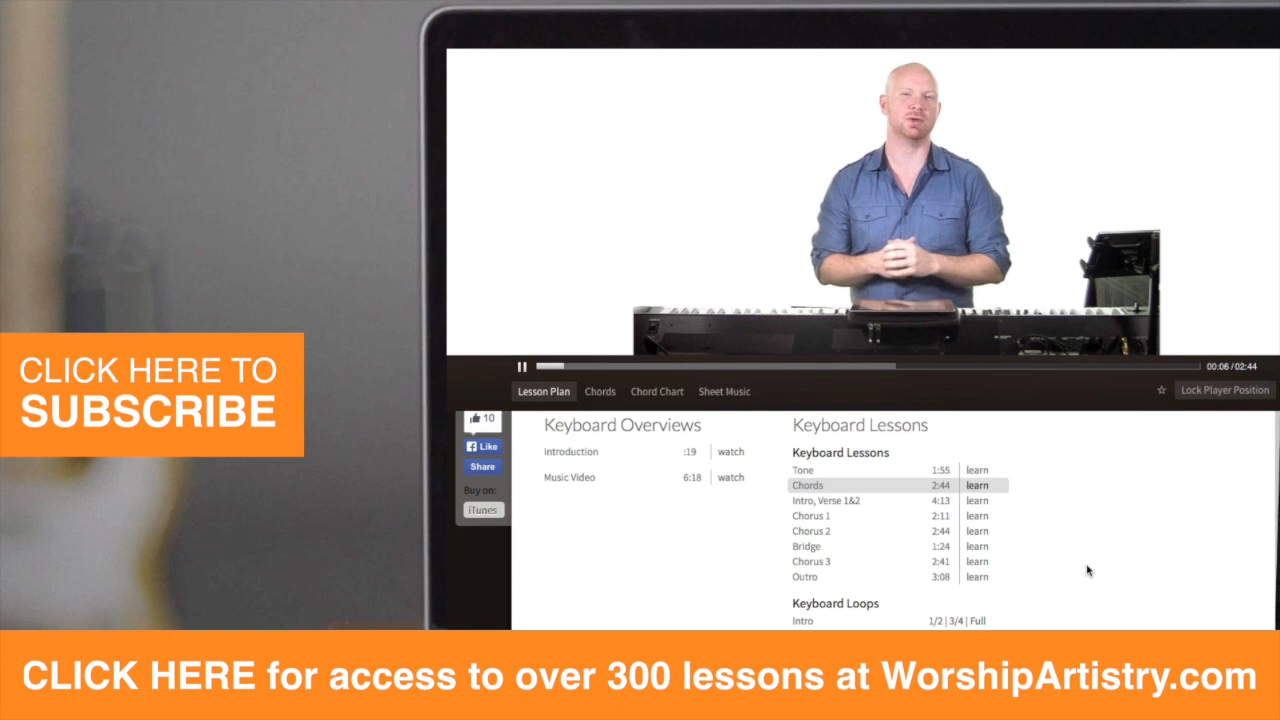 CLICK HERE TO
SUBSCRIBE
00:06 / 02:44
Lesson Plan Chords Chord Chart Sheet Music
☆ Lock Player Position
10
Like
Share
Buy on:
iTunes
Keyboard Overviews
Introduction :19 watch
Music Video 6:18 watch
Keyboard Lessons
Keyboard Lessons
Tone 1:55 learn
Chords 2:44 learn
Intro, Verse 1&2 4:13 learn
Chorus 1 2:11 learn
Chorus 2 2:44 learn
Bridge 1:24 learn
Chorus 3 2:41 learn
Outro 3:08 learn
Keyboard Loops
Intro 1/2 | 3/4 | Full
CLICK HERE for access to over 300 lessons at WorshipArtistry.com